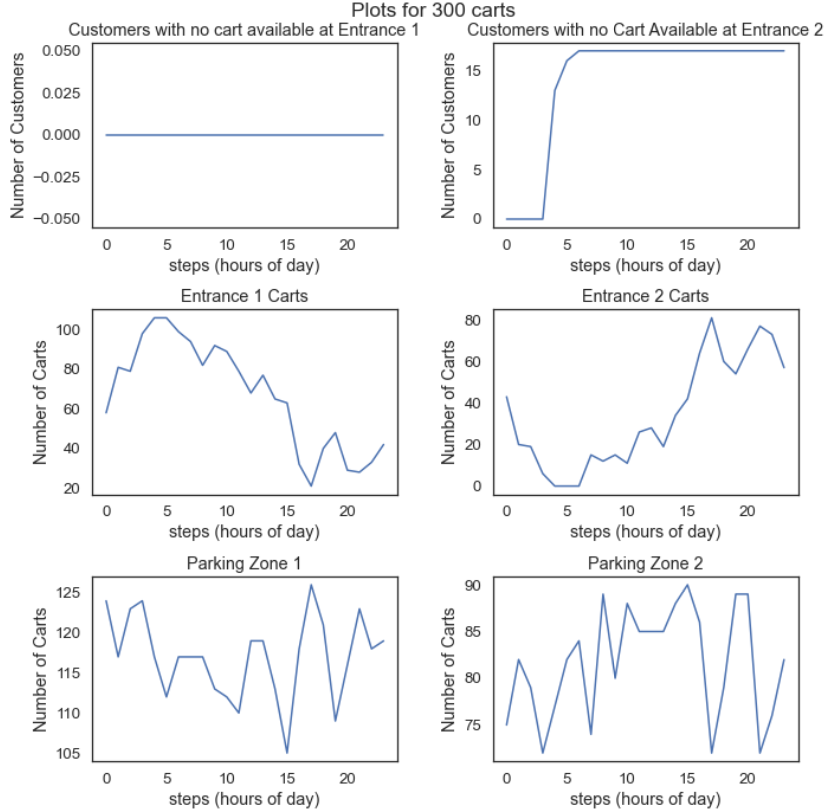 Plots for 300 carts
Customers with no cart available at Entrance 1
Customers with no Cart Available at Entrance 2
Number of Customers
0.050
0.025
0.000
−0.025
−0.050
0 5 10 15 20
steps (hours of day)
Number of Customers
15
10
5
0
0 5 10 15 20
steps (hours of day)
Entrance 1 Carts
Number of Carts
100
80
60
40
20
0 5 10 15 20
steps (hours of day)
Entrance 2 Carts
Number of Carts
80
60
40
20
0
0 5 10 15 20
steps (hours of day)
Parking Zone 1
Number of Carts
125
120
115
110
105
0 5 10 15 20
steps (hours of day)
Parking Zone 2
Number of Carts
90
85
80
75
0 5 10 15 20
steps (hours of day)